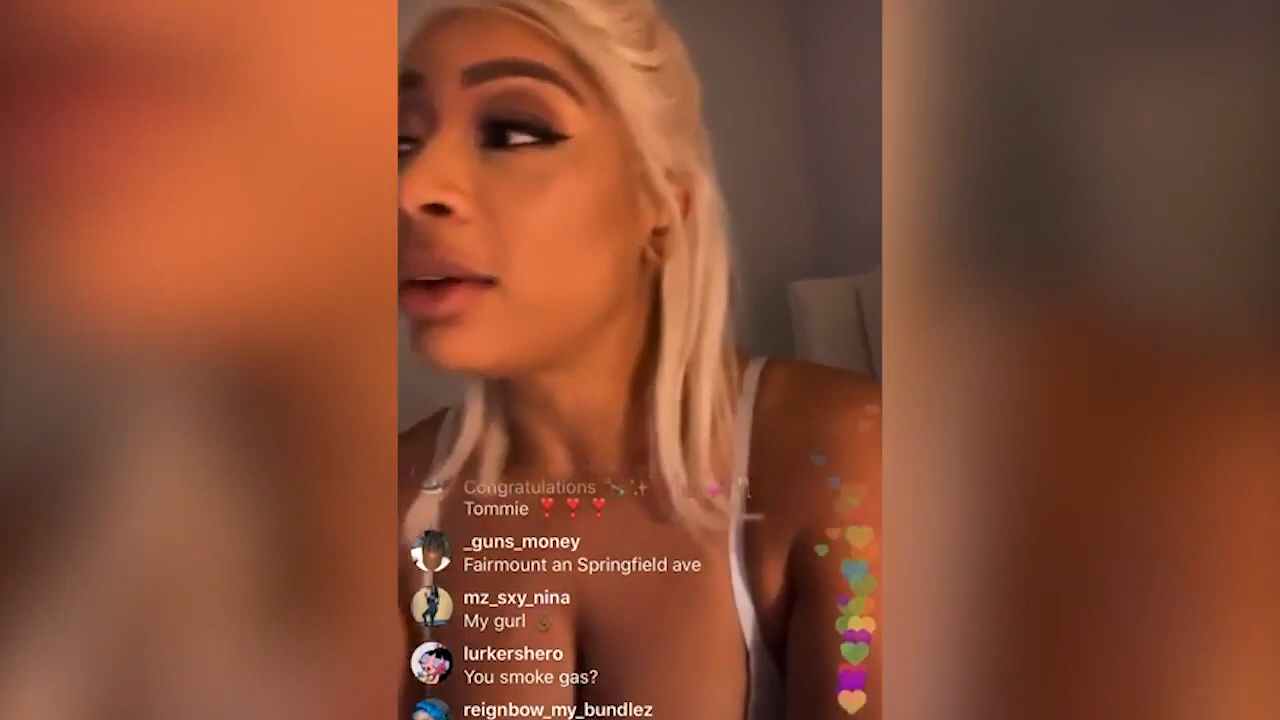 Congratulations 🍾✨
Tommie ❣️❣️❣️
_guns_money
Fairmount an Springfield ave
mz_sxy_nina
My gurl 👌🏿
lurkershero
You smoke gas?
reignbow_my_bundlez